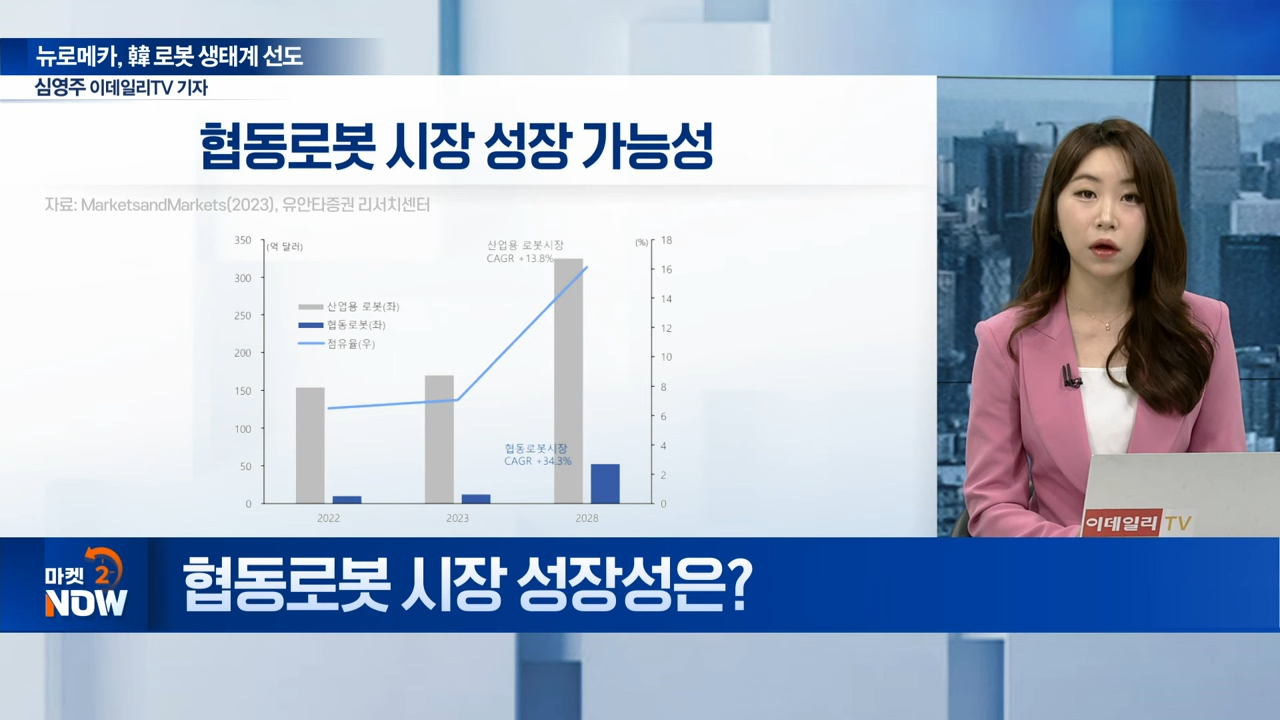 뉴로메카, 韓 로봇 생태계 선도
심영주 이데일리TV 기자
협동로봇 시장 성장 가능성
자료: MarketsandMarkets(2023), 유안타증권 리서치센터
350
300
250
200
150
100
50
0
(억 달러)
산업용 로봇(좌)
협동로봇(좌)
점유율(우)
산업용 로봇시장
CAGR +13.8%
협동로봇시장
CAGR +34.3%
(%)
18
16
14
12
10
8
6
4
2
0
2022 2023 2028
이데일리 TV
마켓 2
NOW
협동로봇 시장 성장성은?